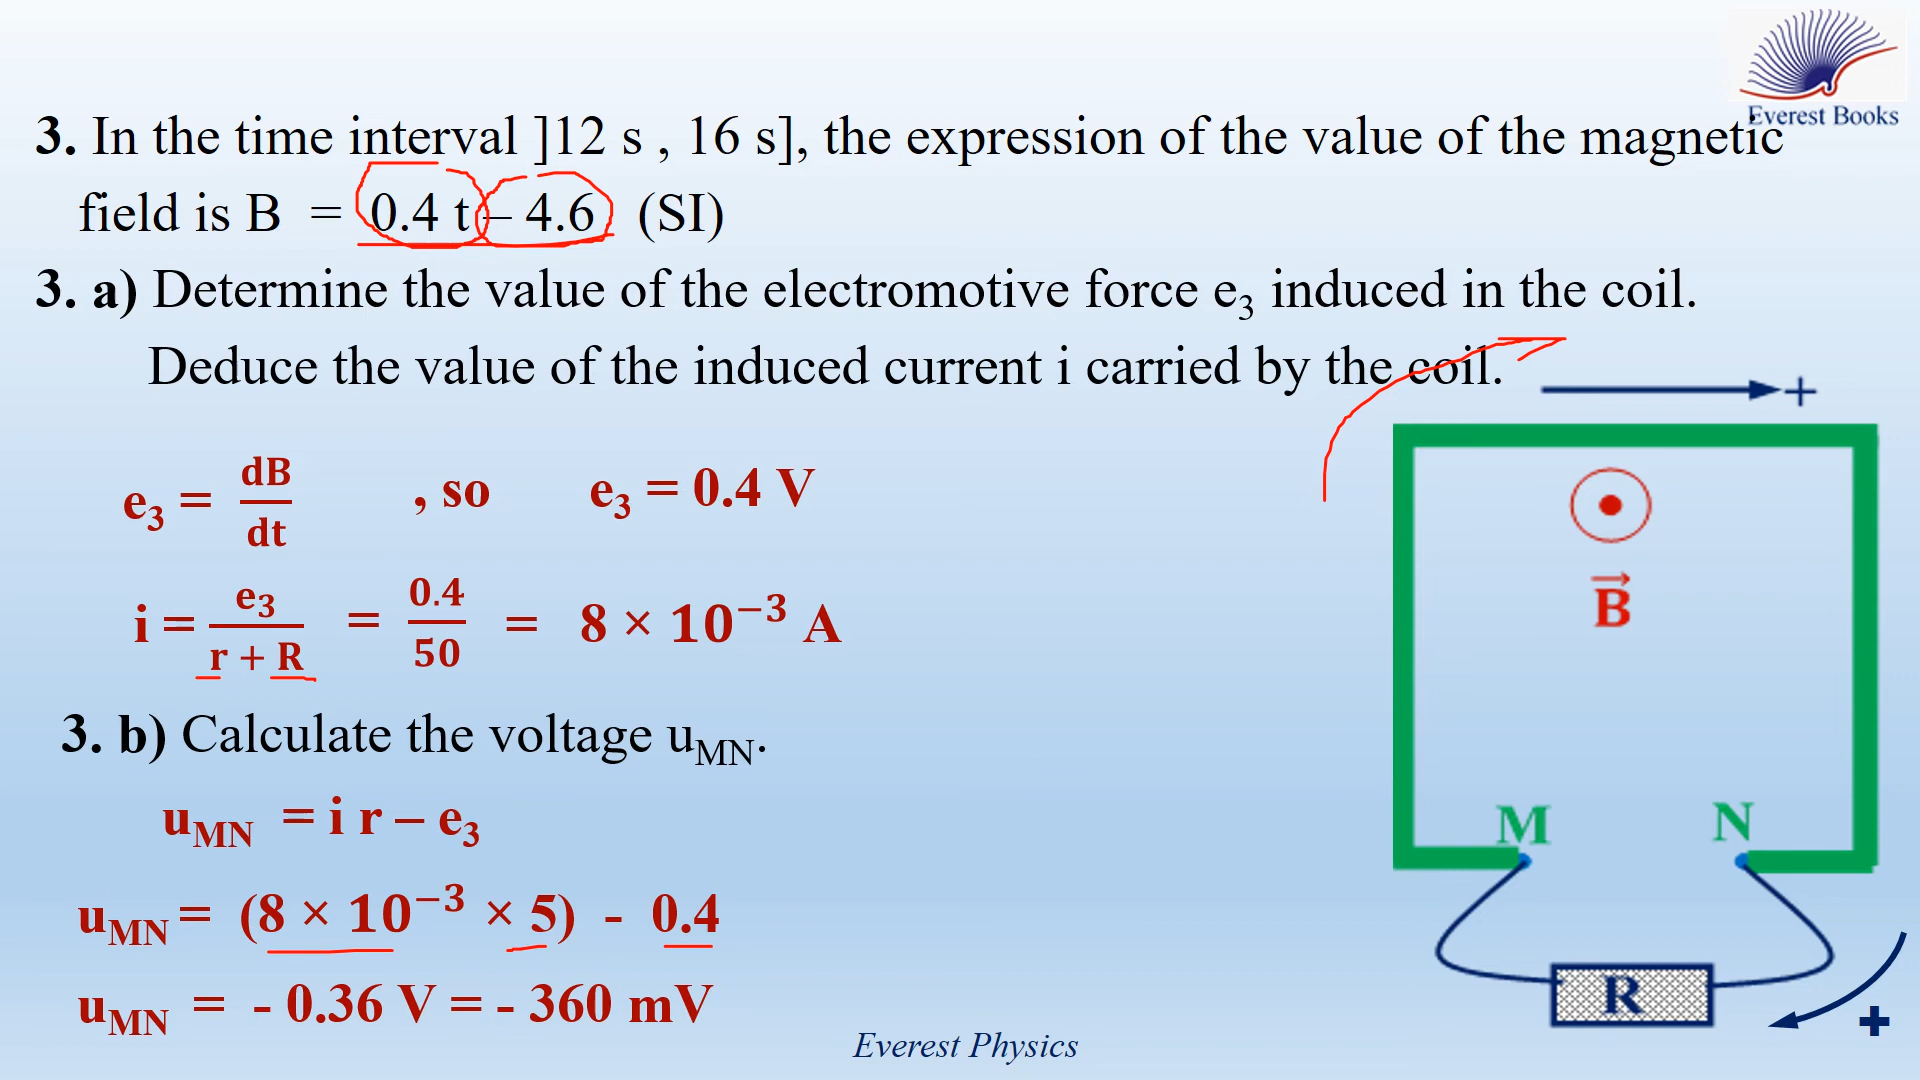 Everest Books
3. In the time interval ]12 s , 16 s], the expression of the value of the magnetic
field is B = 0.4 t – 4.6 (SI)
3. a) Determine the value of the electromotive force e₃ induced in the coil.
Deduce the value of the induced current i carried by the coil.
e₃ = dB/dt , so e₃ = 0.4 V
i = e₃/(r + R) = 0.4/50 = 8 × 10⁻³ A
3. b) Calculate the voltage u_MN.
u_MN = i r – e₃
u_MN = (8 × 10⁻³ × 5) - 0.4
u_MN = - 0.36 V = - 360 mV
+
B⃗
M N
R
+
Everest Physics